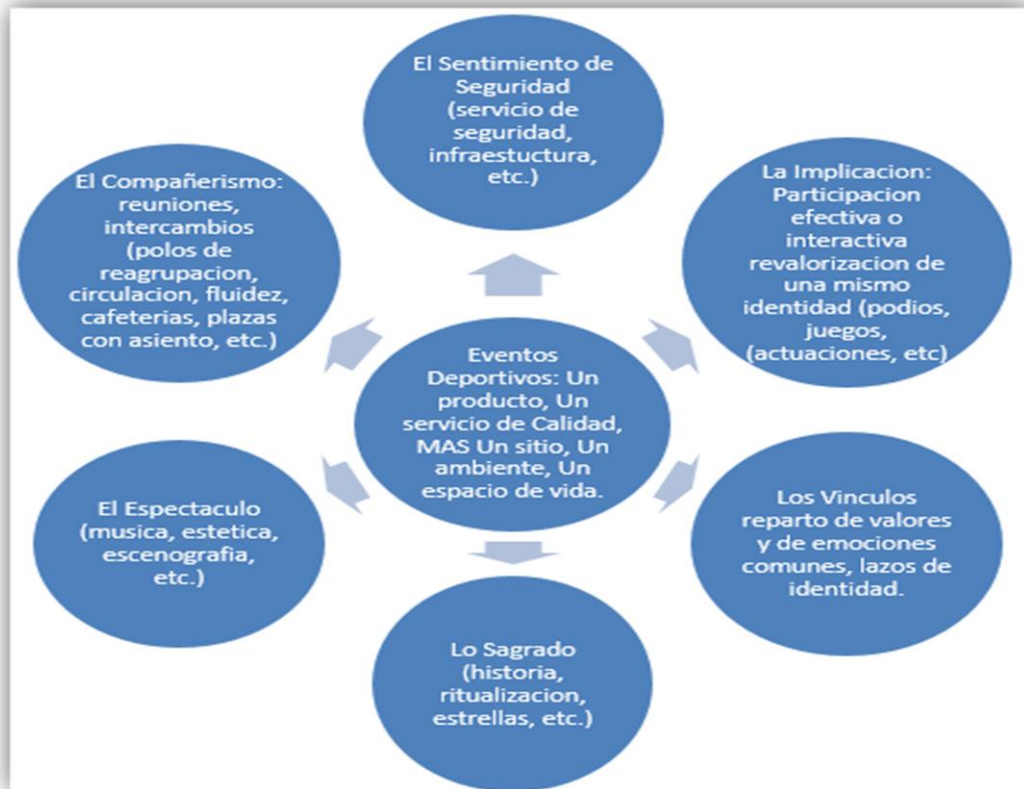 El Sentimiento de
Seguridad
(servicio de
seguridad,
infraestuctura,
etc.)
La Implicacion:
Participacion
efectiva o
interactiva
revalorizacion de
una mismo
identidad (podios,
juegos,
(actuaciones, etc)
Los Vinculos
reparto de valores
y de emociones
comunes, lazos de
identidad.
Lo Sagrado
(historia,
ritualizacion,
estrellas, etc.)
El Espectaculo
(musica, estetica,
escenografia,
etc.)
El Compañerismo:
reuniones,
intercambios
(polos de
reagrupacion,
circulacion, fluidez,
cafeterias, plazas
con asiento, etc.)
Eventos
Deportivos: Un
producto, Un
servicio de Calidad,
MAS Un sitio, Un
ambiente, Un
espacio de vida.